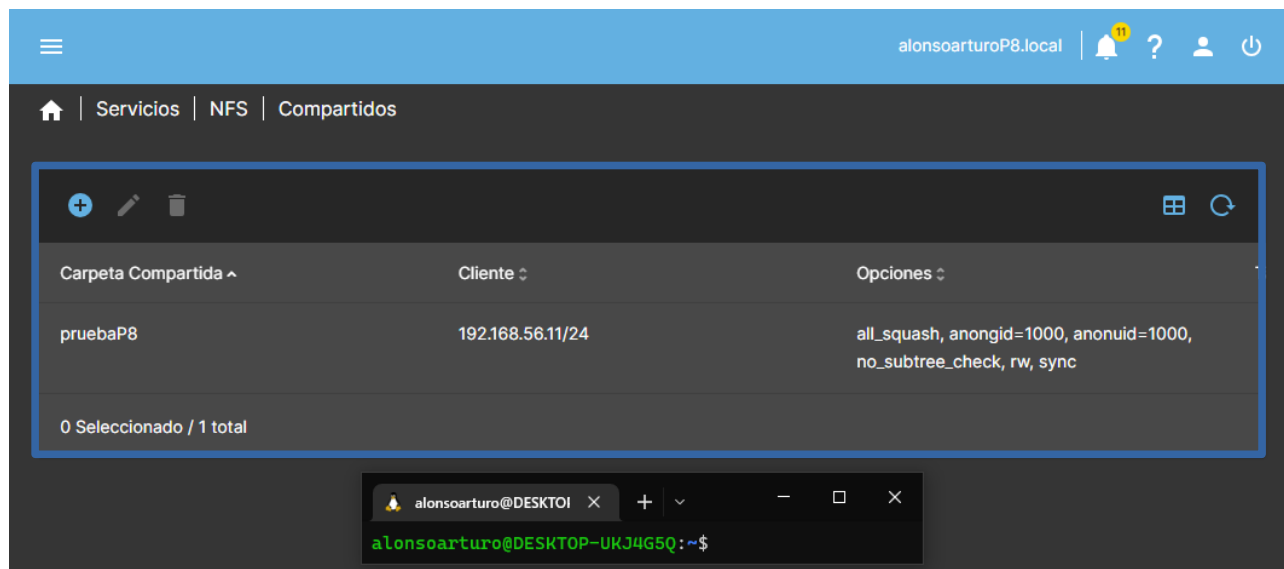 alonsoarturoP8.local
11
?
Servicios | NFS | Compartidos
Carpeta Compartida Cliente Opciones
pruebaP8 192.168.56.11/24 all_squash, anongid=1000, anonuid=1000,
no_subtree_check, rw, sync
0 Seleccionado / 1 total
alonsoarturo@DESKTOI
alonsoarturo@DESKTOP-UKJ4G5Q:~$